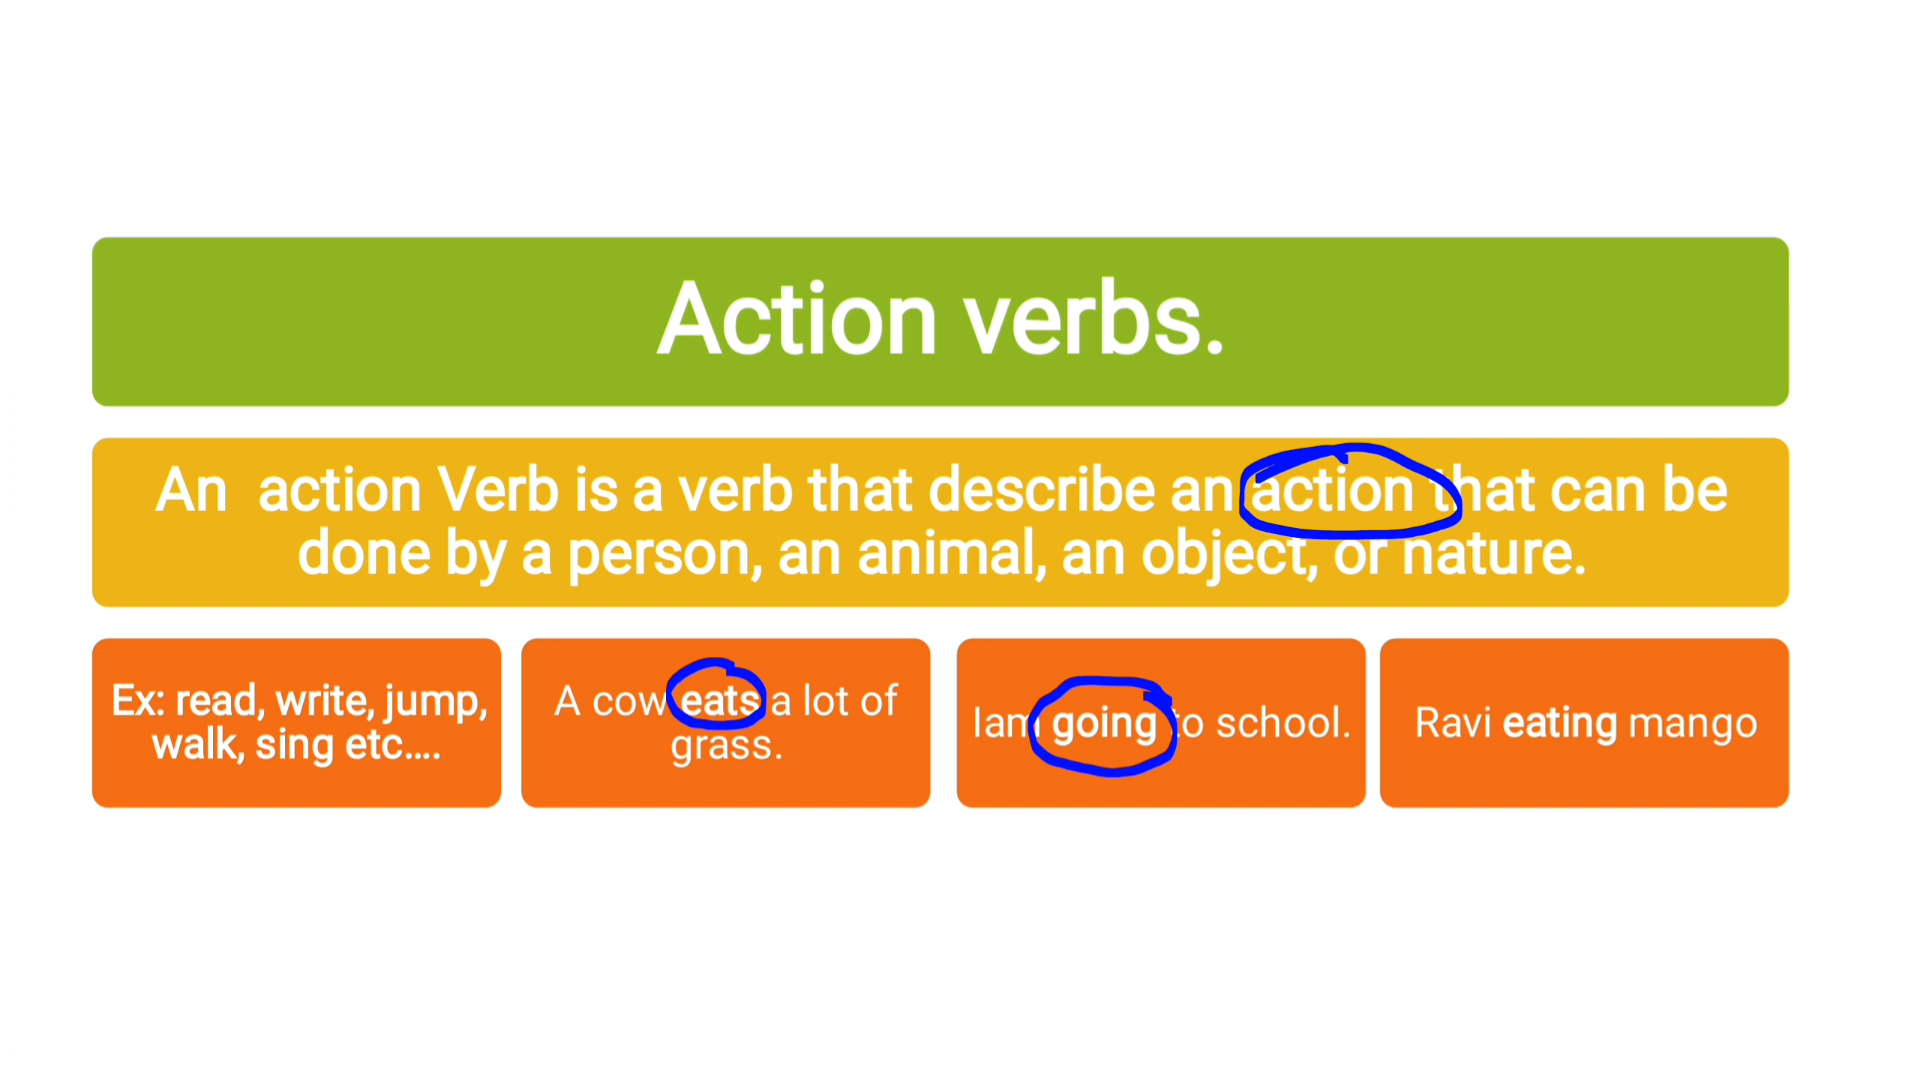 Action verbs.
An action Verb is a verb that describe an action that can be
done by a person, an animal, an object, or nature.
Ex: read, write, jump,
walk, sing etc....
A cow eats a lot of
grass.
Iam going to school.
Ravi eating mango